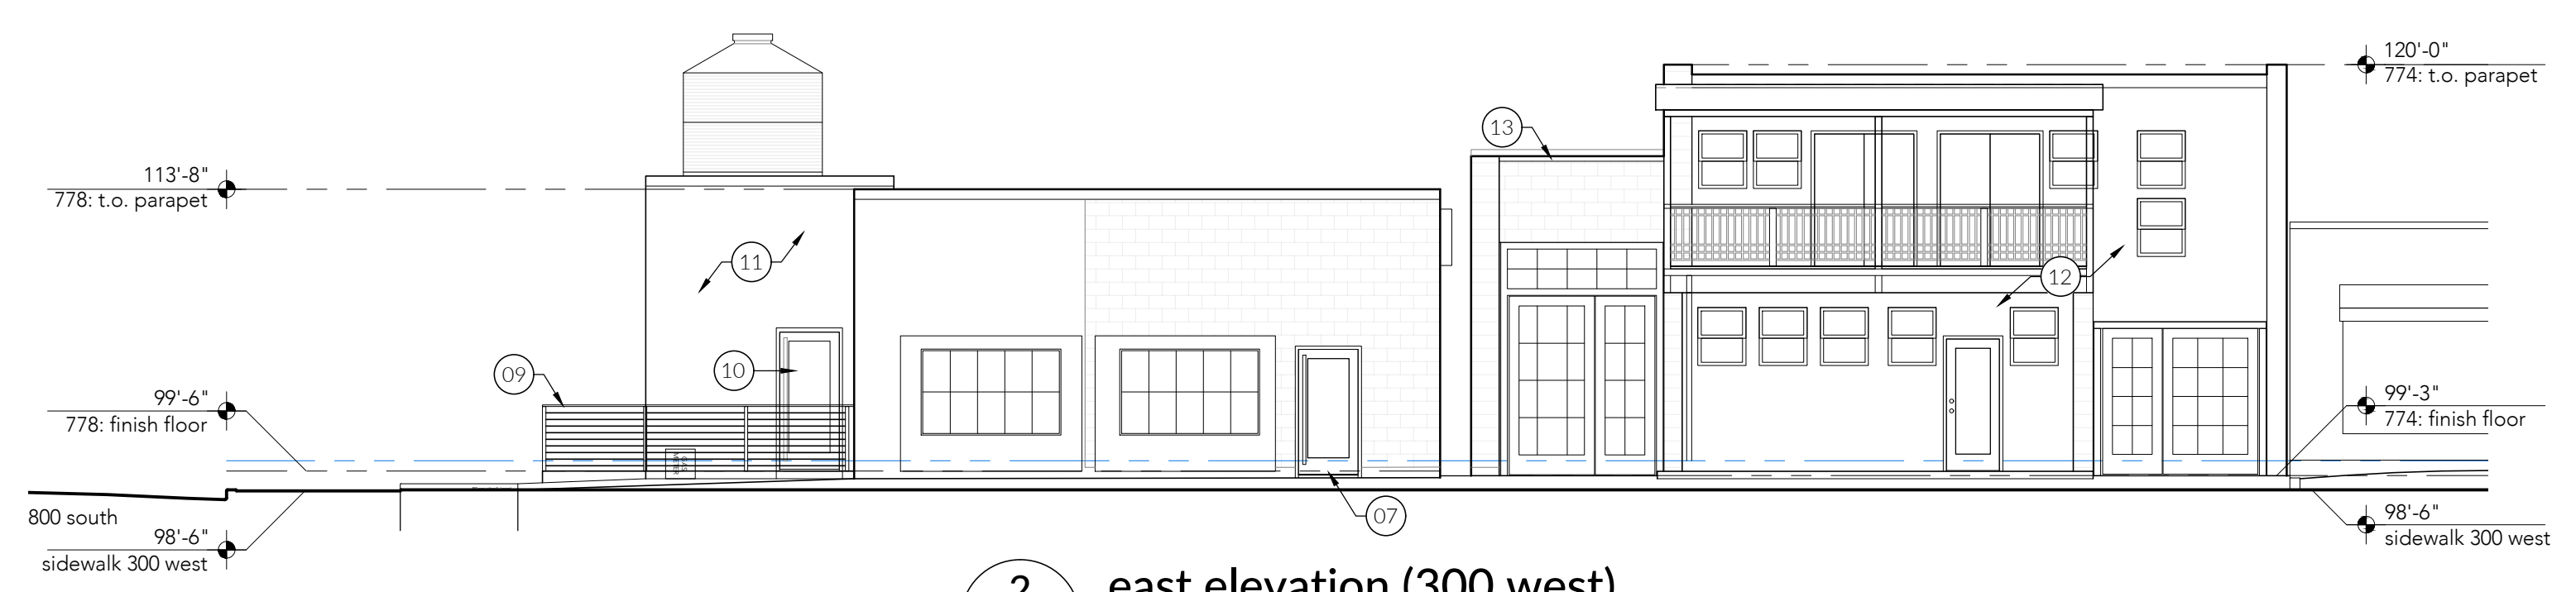 120'-0"
774: t.o. parapet
13
113'-8"
778: t.o. parapet
11
12
10
09
99'-6"
778: finish floor
99'-3"
774: finish floor
GAS
METER
07
800 south
98'-6"
sidewalk 300 west
98'-6"
sidewalk 300 west
2
east elevation (300 west)